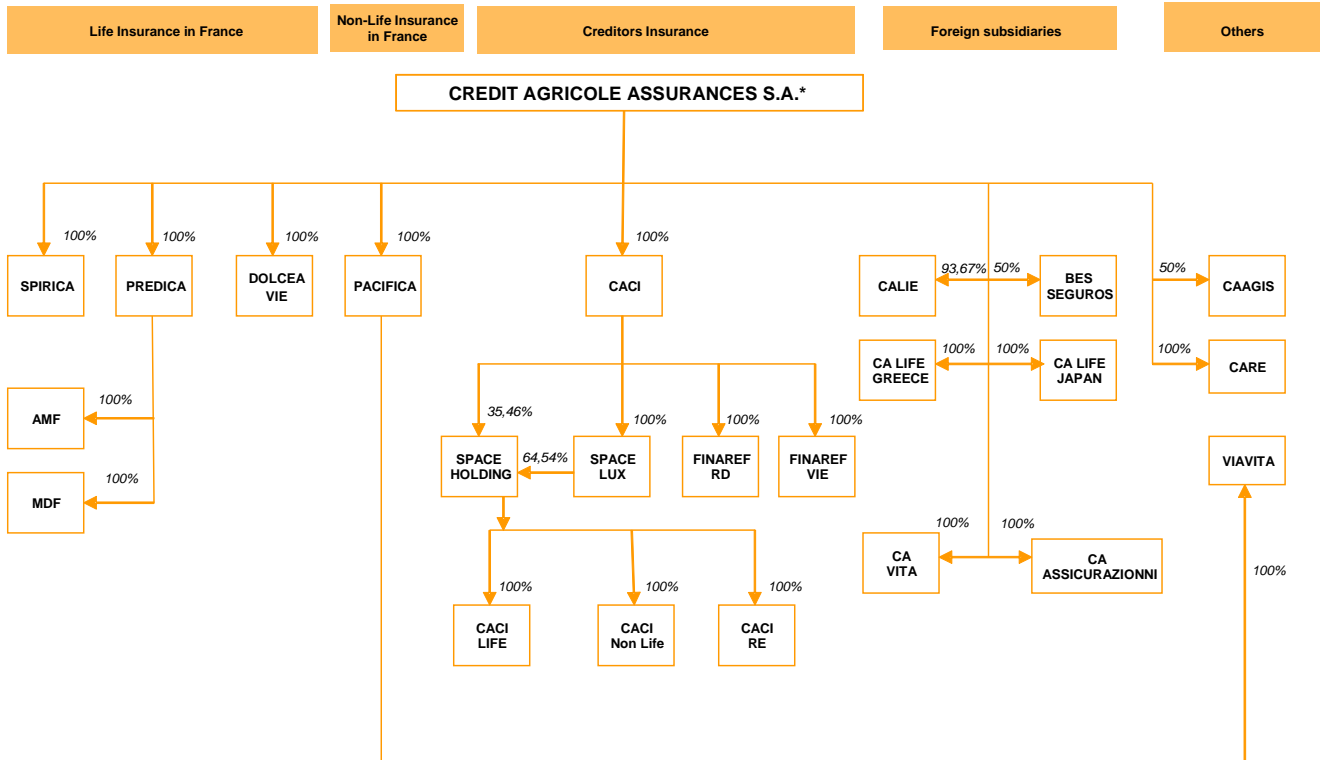 Life Insurance in France
Non-Life Insurance
in France
Creditors Insurance
Foreign subsidiaries
Others
CREDIT AGRICOLE ASSURANCES S.A.*
100%
100%
100%
100%
100%
SPIRICA
PREDICA
DOLCEA
VIE
PACIFICA
CACI
CALIE
93,67%
50%
BES
SEGUROS
50%
CAAGIS
CA LIFE
GREECE
100%
100%
CA LIFE
JAPAN
100%
CARE
AMF
100%
MDF
100%
35,46%
100%
100%
100%
SPACE
HOLDING
64,54%
SPACE
LUX
FINAREF
RD
FINAREF
VIE
VIAVITA
100%
CA
VITA
100%
100%
CA
ASSICURAZIONNI
100%
100%
100%
CACI
LIFE
CACI
Non Life
CACI
RE